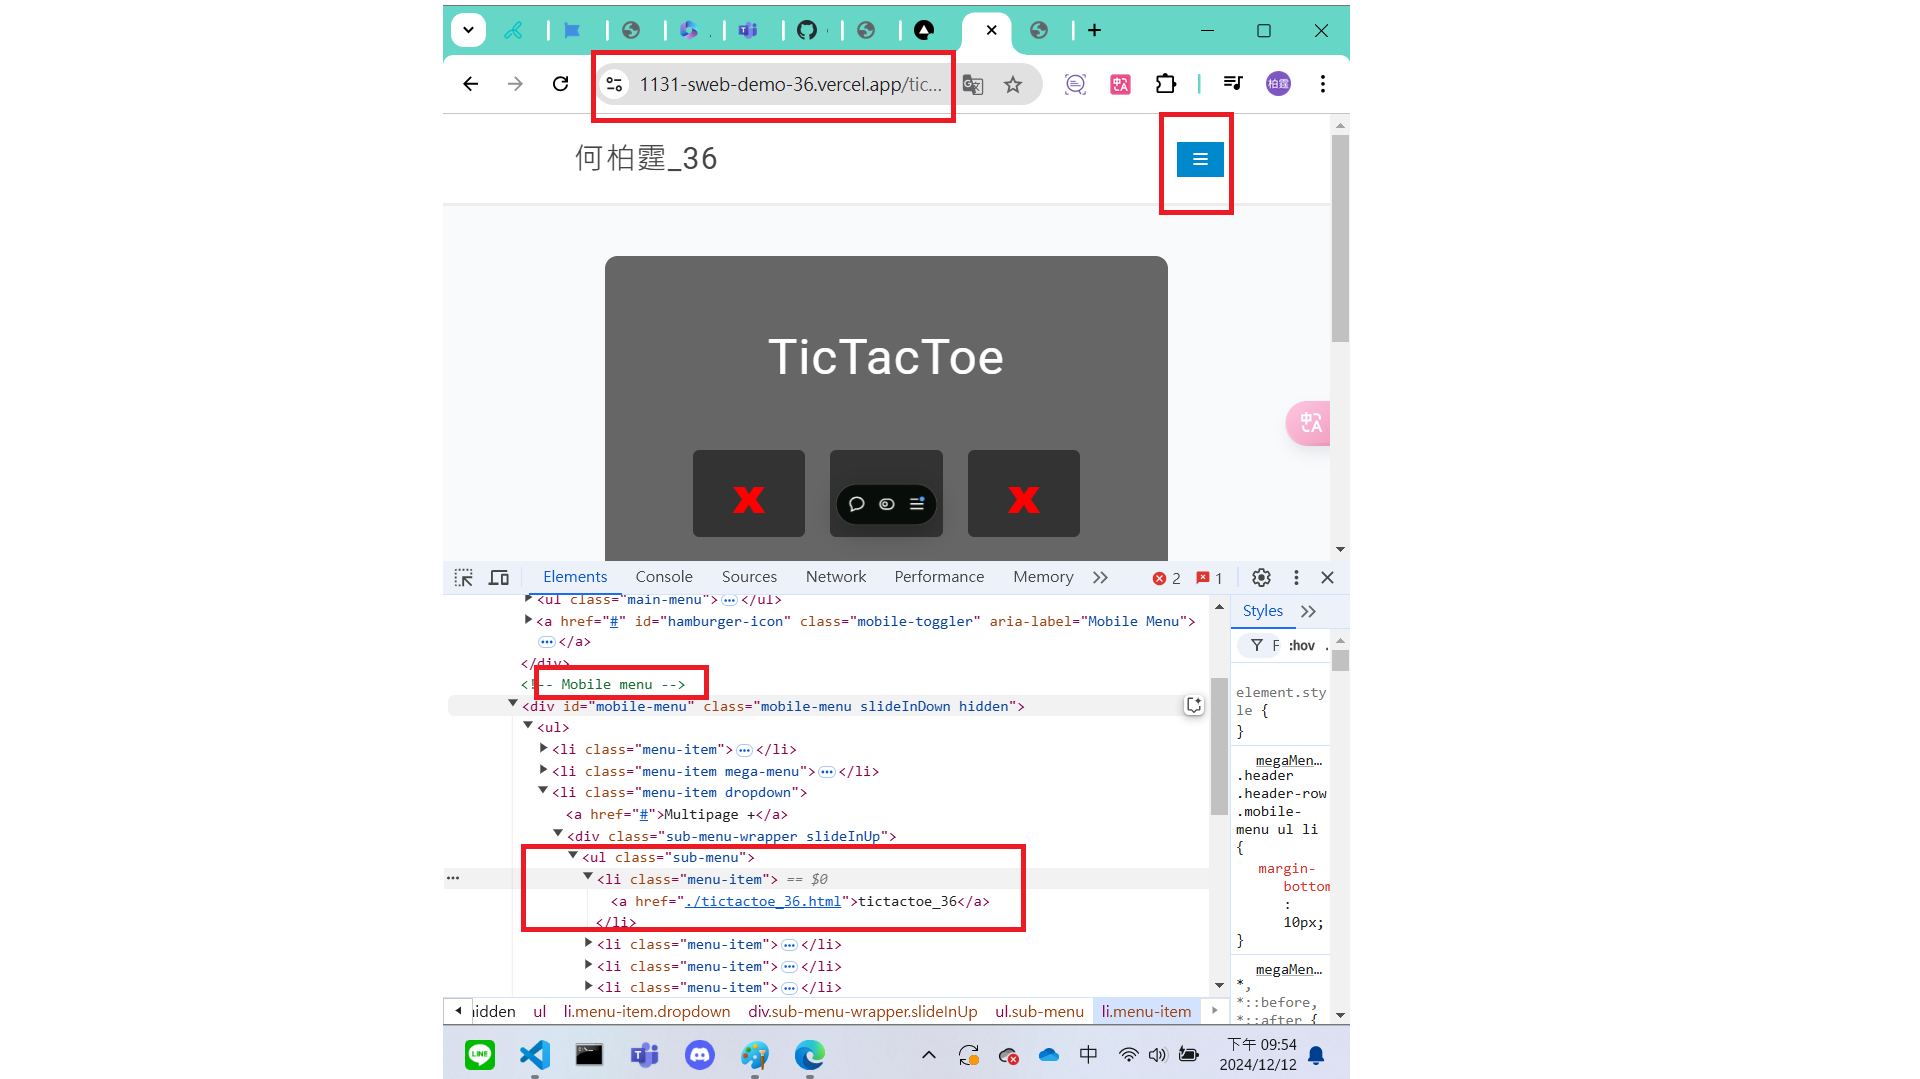 1131-sweb-demo-36.vercel.app/tic...
柏霆
何柏霆_36
TicTacToe
X
X
Elements Console Sources Network Performance Memory 2 1
<ul class="main-menu"> ⋯ </ul>
<a href="#" id="hamburger-icon" class="mobile-toggler" aria-label="Mobile Menu">
⋯ </a>
</div>
<!-- Mobile menu -->
<div id="mobile-menu" class="mobile-menu slideInDown hidden">
<ul>
<li class="menu-item"> ⋯ </li>
<li class="menu-item mega-menu"> ⋯ </li>
<li class="menu-item dropdown">
<a href="#">Multipage +</a>
<div class="sub-menu-wrapper slideInUp">
<ul class="sub-menu">
<li class="menu-item"> == $0
<a href="./tictactoe_36.html">tictactoe_36</a>
</li>
<li class="menu-item"> ⋯ </li>
<li class="menu-item"> ⋯ </li>
<li class="menu-item"> ⋯ </li>
hidden ul li.menu-item.dropdown div.sub-menu-wrapper.slideInUp ul.sub-menu li.menu-item
Styles
F :hov .
element.sty
le {
}
megaMen…
.header
.header-row
.mobile-
menu ul li
{
margin-
bottom
:
10px;
}
megaMen…
*,
*::before,
*::after {
LINE
中
下午 09:54
2024/12/12